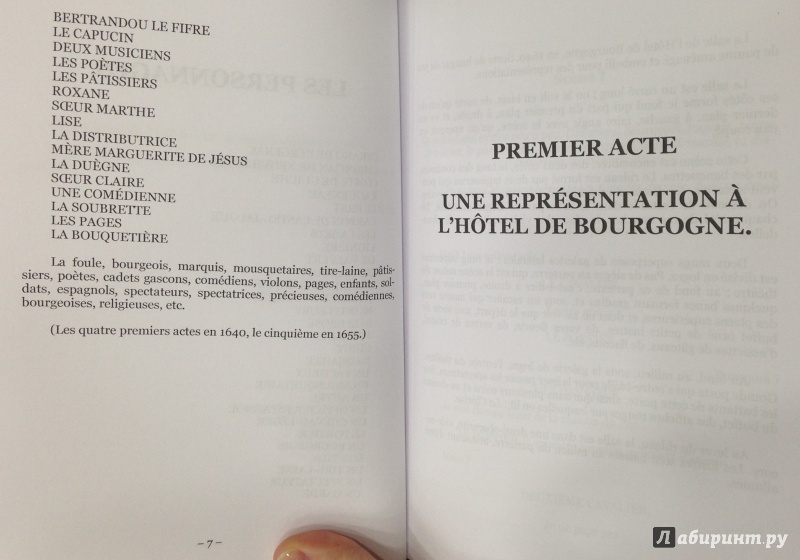 BERTRANDOU LE FIFRE
LE CAPUCIN
DEUX MUSICIENS
LES POÈTES
LES PÂTISSIERS
ROXANE
SŒUR MARTHE
LISE
LA DISTRIBUTRICE
MÈRE MARGUERITE DE JÉSUS
LA DUÈGNE
SŒUR CLAIRE
UNE COMÉDIENNE
LA SOUBRETTE
LES PAGES
LA BOUQUETIÈRE
La foule, bourgeois, marquis, mousquetaires, tire-laine, pâtis-
siers, poètes, cadets gascons, comédiens, violons, pages, enfants, sol-
dats, espagnols, spectateurs, spectatrices, précieuses, comédiennes,
bourgeoises, religieuses, etc.
(Les quatre premiers actes en 1640, le cinquième en 1655.)
– 7 –
PREMIER ACTE
UNE REPRÉSENTATION À
L’HÔTEL DE BOURGOGNE.
Лабиринт.ру